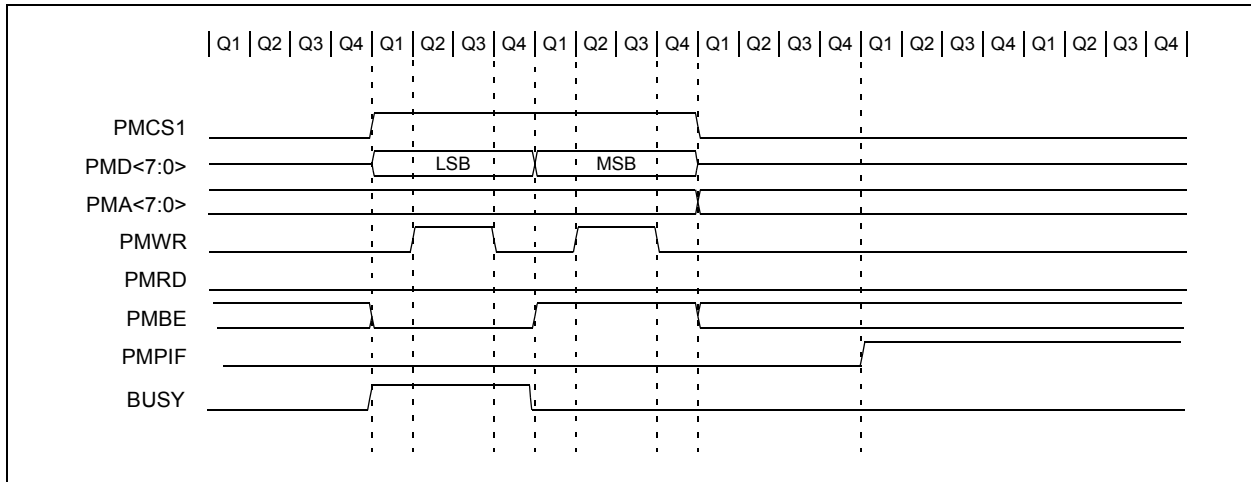 Q1 Q2 Q3 Q4 Q1 Q2 Q3 Q4 Q1 Q2 Q3 Q4 Q1 Q2 Q3 Q4 Q1 Q2 Q3 Q4 Q1 Q2 Q3 Q4
PMCS1
PMD<7:0> LSB MSB
PMA<7:0>
PMWR
PMRD
PMBE
PMPIF
BUSY